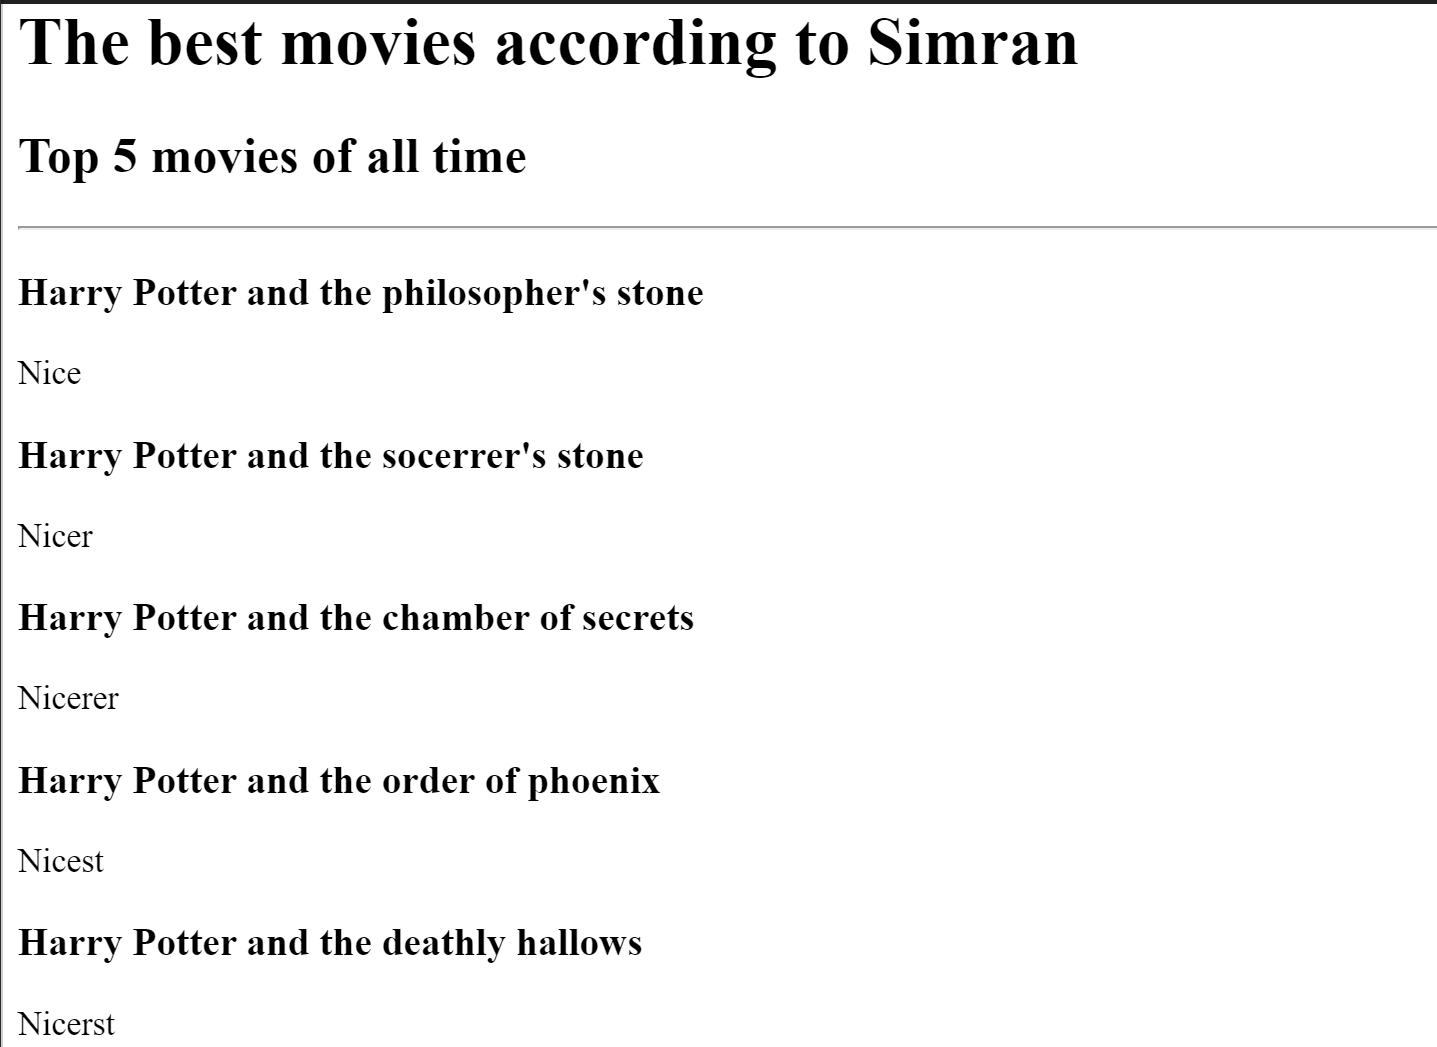 The best movies according to Simran
Top 5 movies of all time
Harry Potter and the philosopher's stone
Nice
Harry Potter and the socerrer's stone
Nicer
Harry Potter and the chamber of secrets
Nicerer
Harry Potter and the order of phoenix
Nicest
Harry Potter and the deathly hallows
Nicerst